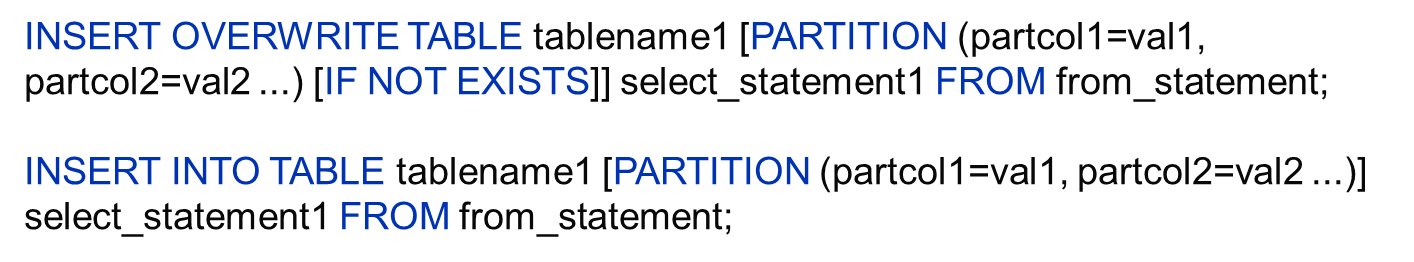 INSERT OVERWRITE TABLE tablename1 [PARTITION (partcol1=val1,
partcol2=val2 ...) [IF NOT EXISTS]] select_statement1 FROM from_statement;
INSERT INTO TABLE tablename1 [PARTITION (partcol1=val1, partcol2=val2 ...)]
select_statement1 FROM from_statement;